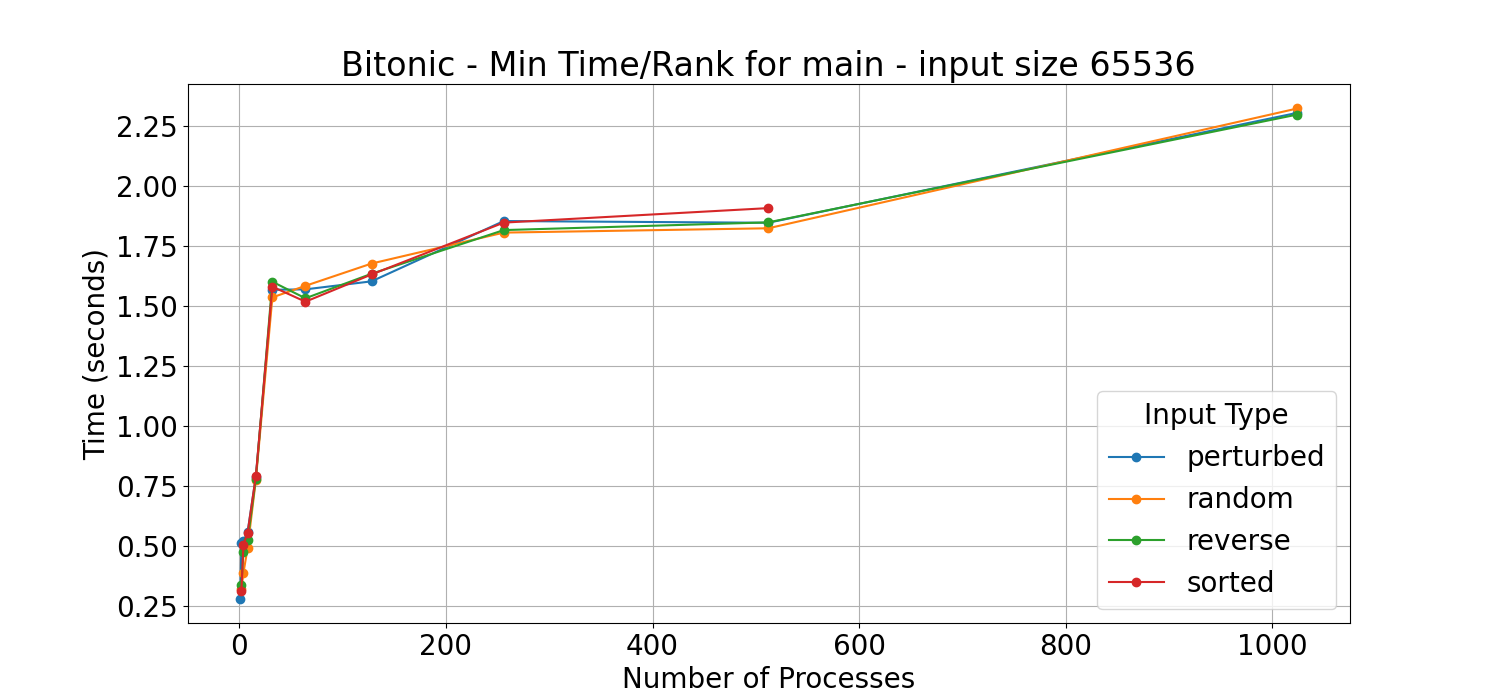 Bitonic - Min Time/Rank for main - input size 65536
Time (seconds)
2.25
2.00
1.75
1.50
1.25
1.00
0.75
0.50
0.25
Input Type
perturbed
random
reverse
sorted
0 200 400 600 800 1000
Number of Processes